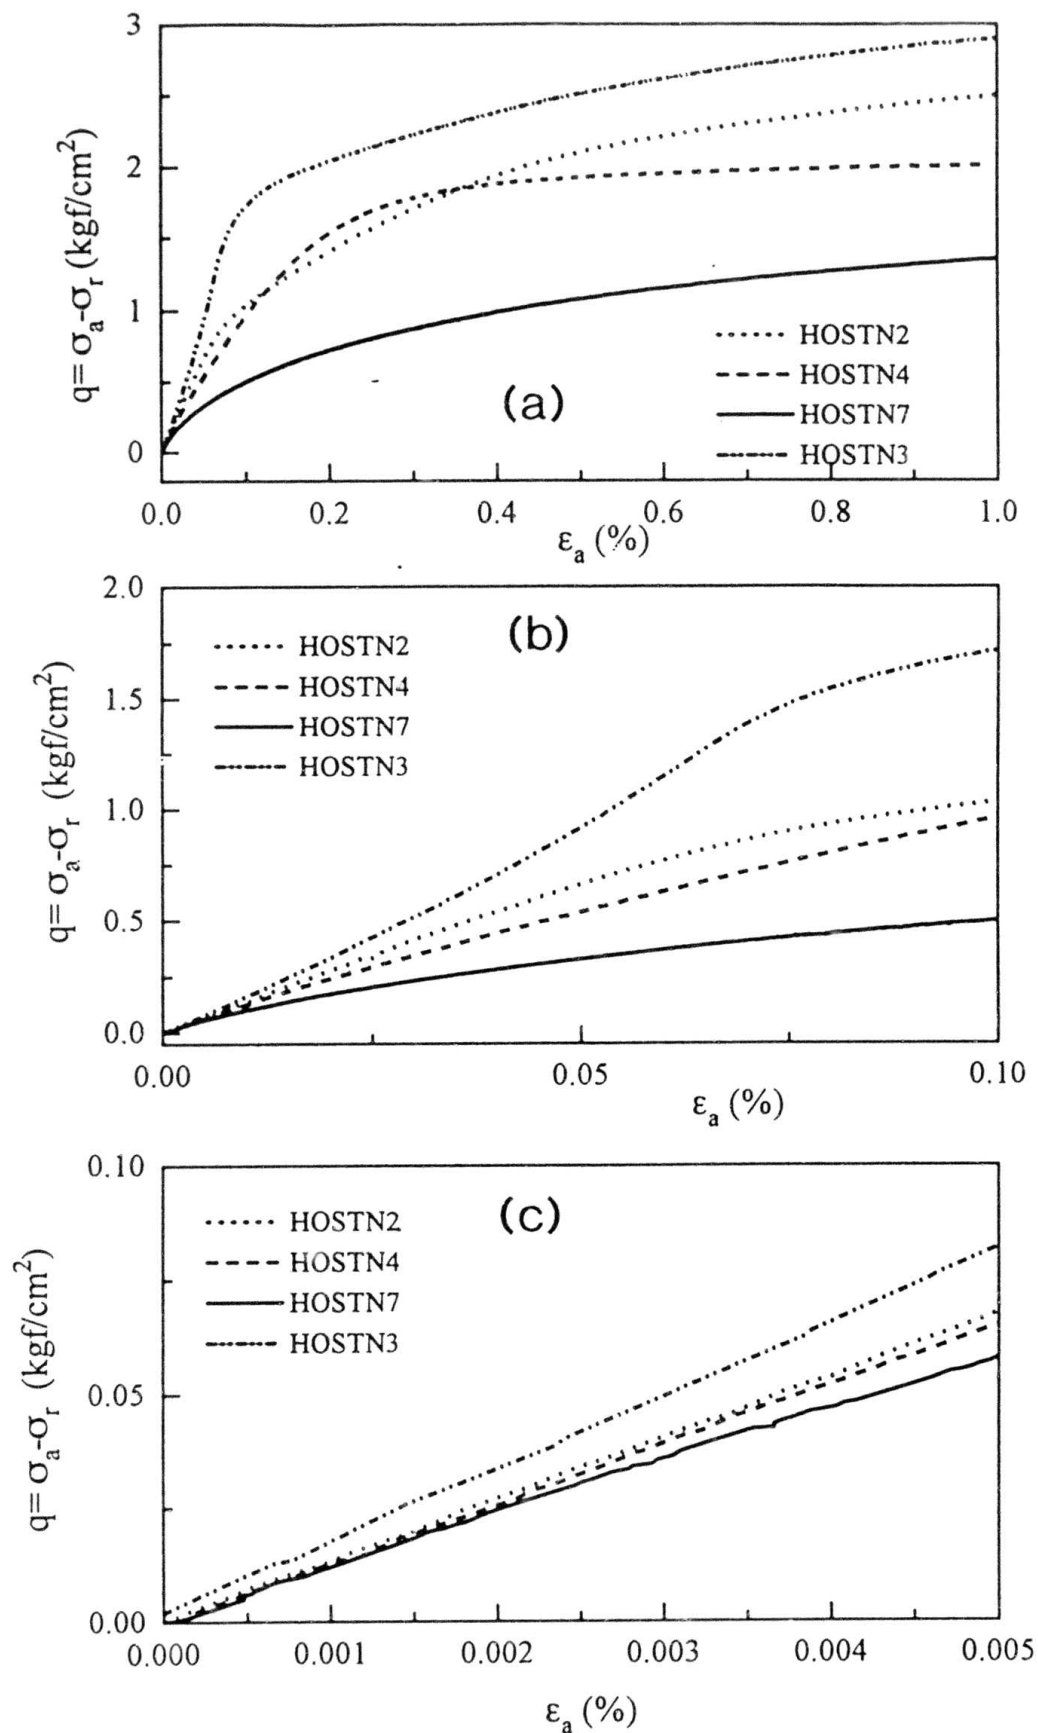 3
2
1
0
q= σₐ-σᵣ (kgf/cm²)
(a)
HOSTN2
HOSTN4
HOSTN7
HOSTN3
0.0 0.2 0.4 0.6 0.8 1.0
εₐ (%)
2.0
1.5
1.0
0.5
0.0
q= σₐ-σᵣ (kgf/cm²)
(b)
HOSTN2
HOSTN4
HOSTN7
HOSTN3
0.00 0.05 0.10
εₐ (%)
0.10
0.05
0.00
q= σₐ-σᵣ (kgf/cm²)
(c)
HOSTN2
HOSTN4
HOSTN7
HOSTN3
0.000 0.001 0.002 0.003 0.004 0.005
εₐ (%)